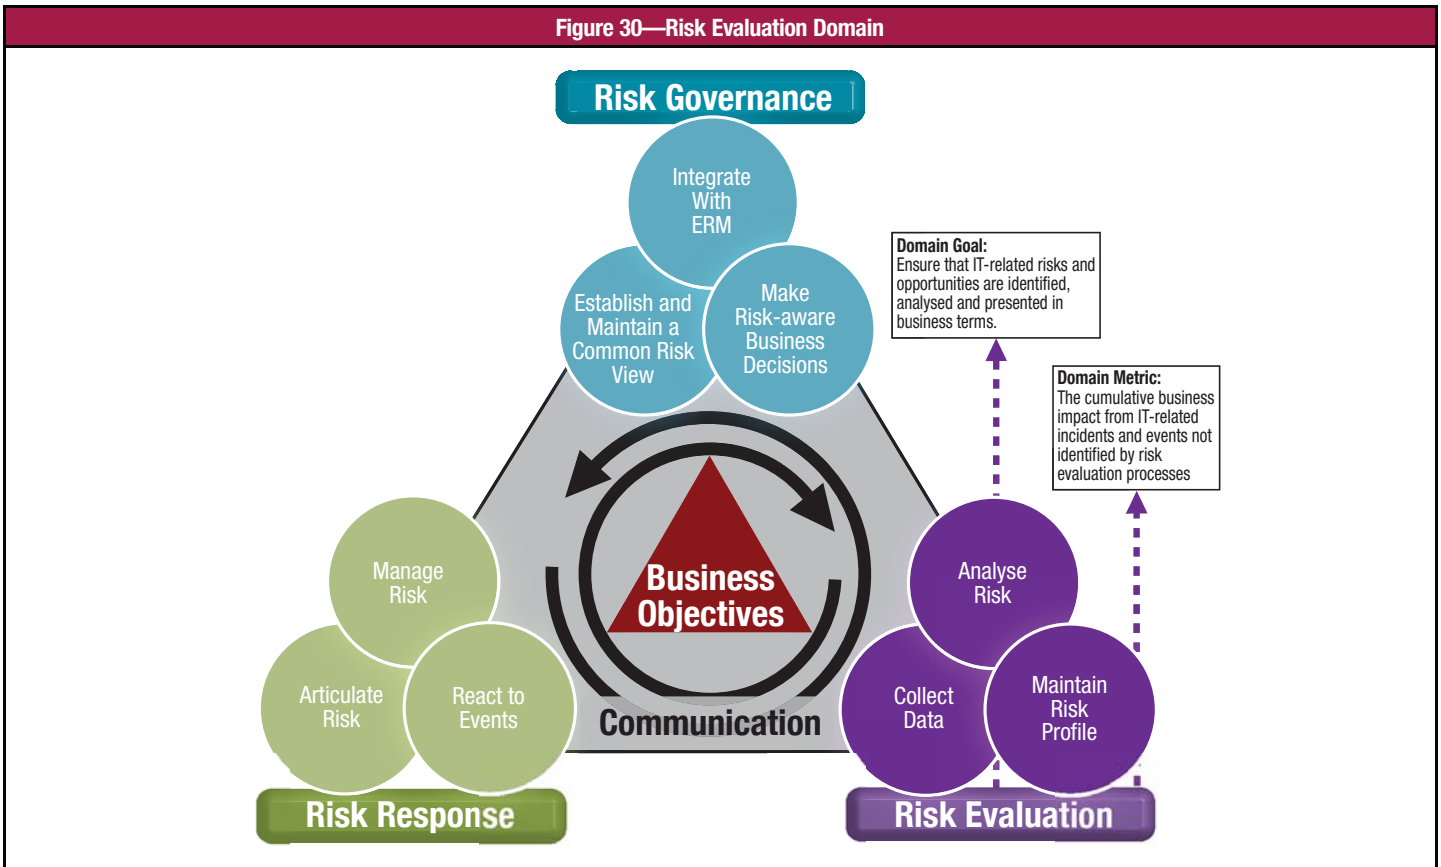 Figure 30—Risk Evaluation Domain
Risk Governance
Integrate
With
ERM
Establish and
Maintain a
Common Risk
View
Make
Risk-aware
Business
Decisions
Domain Goal:
Ensure that IT-related risks and
opportunities are identified,
analysed and presented in
business terms.
Domain Metric:
The cumulative business
impact from IT-related
incidents and events not
identified by risk
evaluation processes
Business
Objectives
Communication
Manage
Risk
Articulate
Risk
React to
Events
Risk Response
Analyse
Risk
Collect
Data
Maintain
Risk
Profile
Risk Evaluation